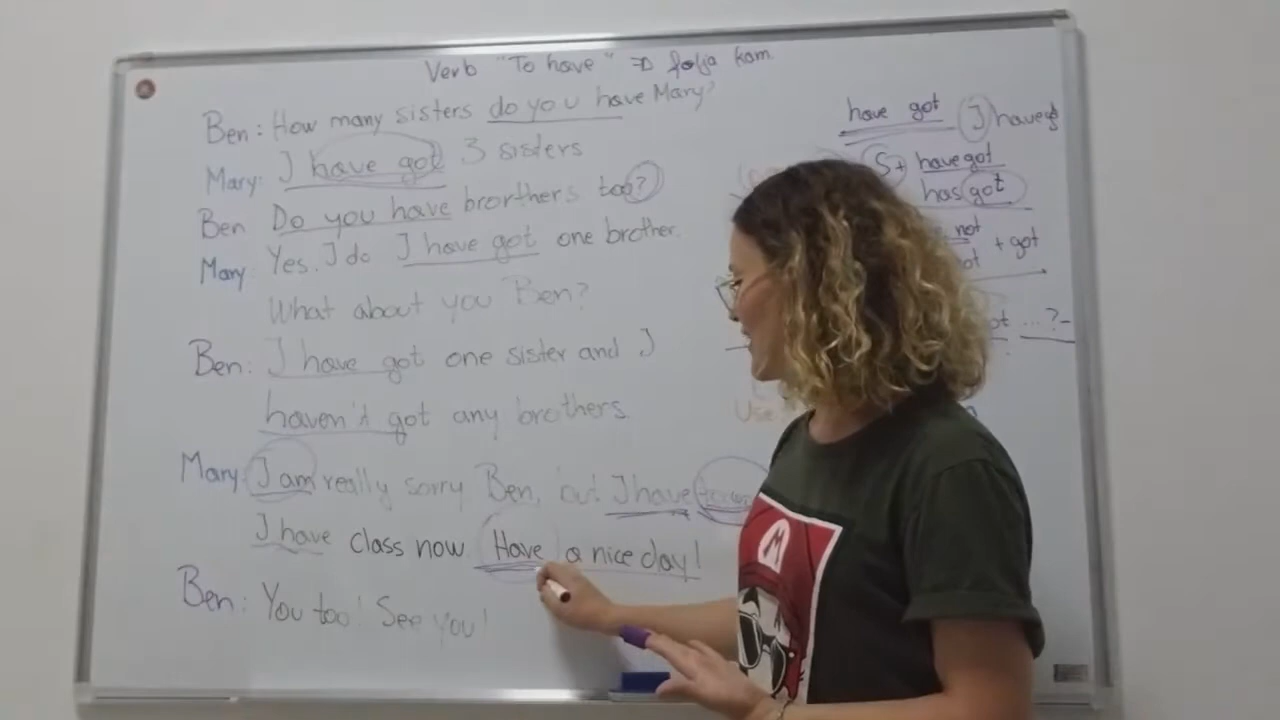 Verb "To have" => folja kam
Ben: How many sisters do you have Mary?
Mary: I have got 3 sisters
Ben Do you have brorthers too?
Mary: Yes. I do I have got one brother.
What about you Ben?
Ben: I have got one sister and I
haven't got any brothers.
Mary: I am really sorry Ben, but I have
I have class now Have a nice day!
Ben: You too! See you!
have got I have
S+ have got
has got
not
+ got
...?
Use
M